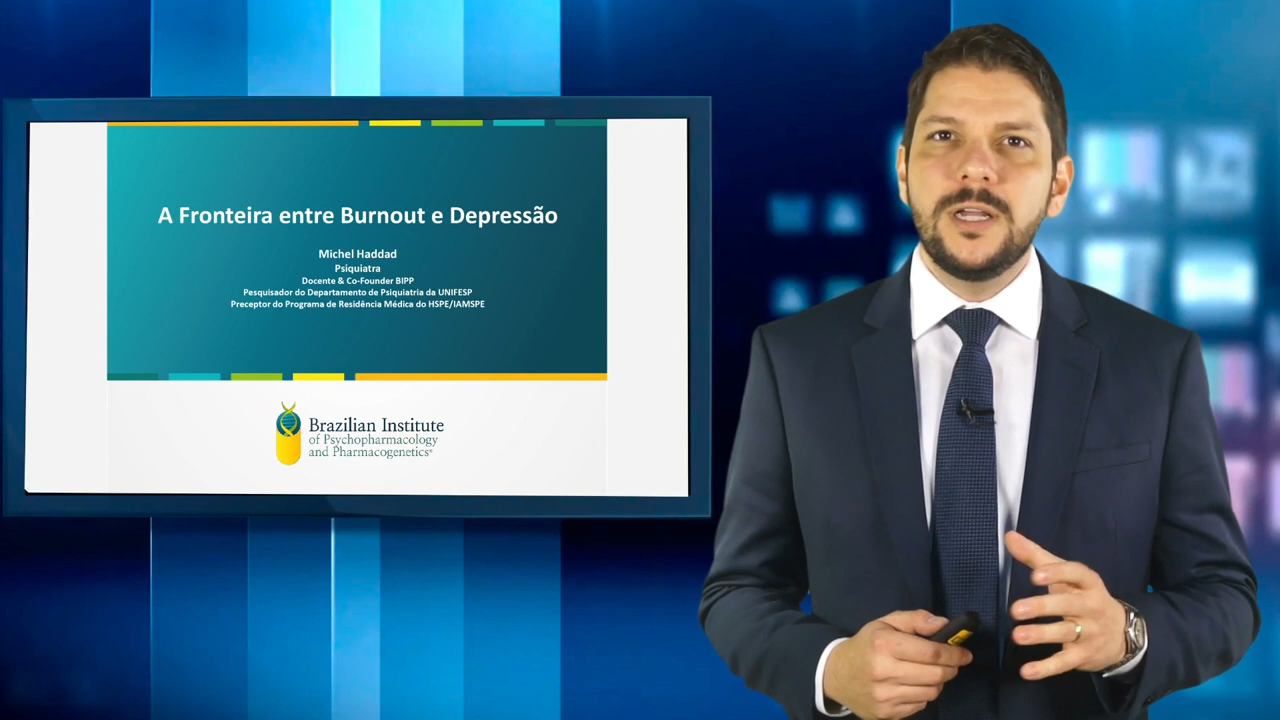 A Fronteira entre Burnout e Depressão
Michel Haddad
Psiquiatra
Docente & Co-Founder BIPP
Pesquisador do Departamento de Psiquiatria da UNIFESP
Preceptor do Programa de Residência Médica do HSPE/IAMSPE
Brazilian Institute
of Psychopharmacology
and Pharmacogenetics®